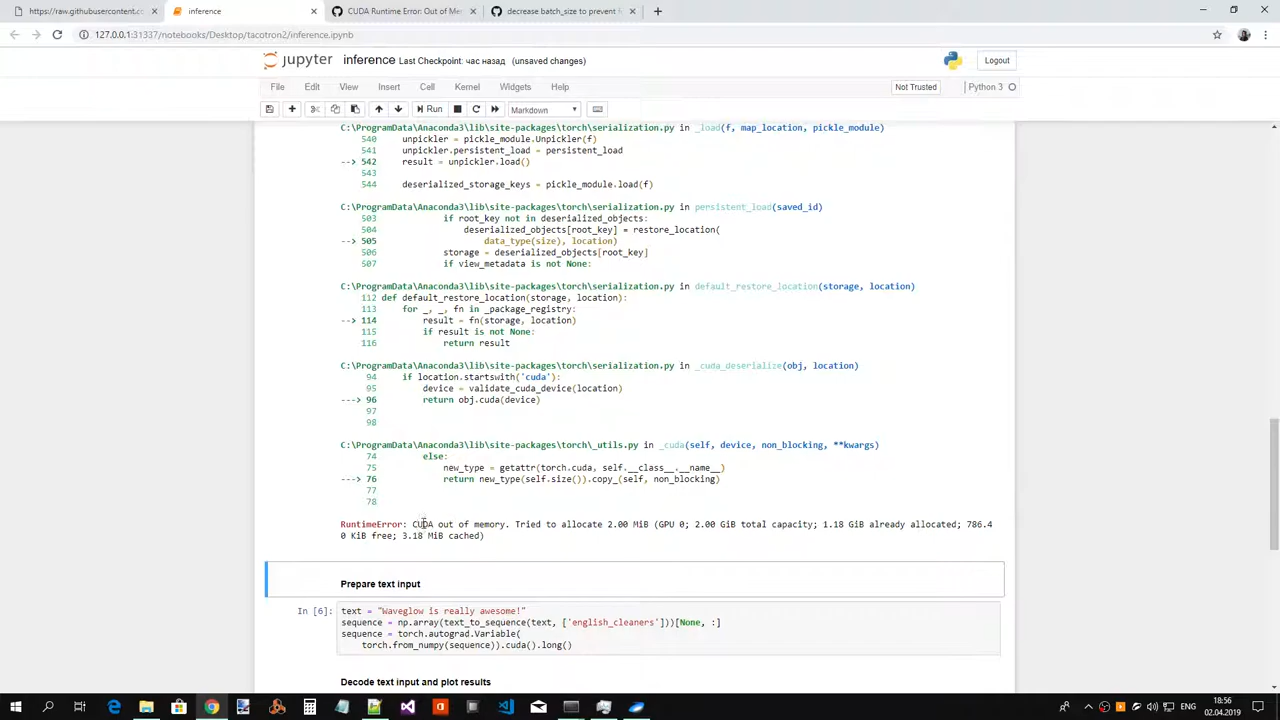 https://raw.githubusercontent.cc
inference
CUDA Runtime Error: Out of Mem
decrease batch_size to prevent f
127.0.0.1:31337/notebooks/Desktop/tacotron2/inference.ipynb
jupyter inference Last Checkpoint: час назад (unsaved changes)
Logout
File Edit View Insert Cell Kernel Widgets Help
Not Trusted
Python 3
Run
Markdown
C:\ProgramData\Anaconda3\lib\site-packages\torch\serialization.py in _load(f, map_location, pickle_module)
540 unpickler = pickle_module.Unpickler(f)
541 unpickler.persistent_load = persistent_load
--> 542 result = unpickler.load()
543
544 deserialized_storage_keys = pickle_module.load(f)
C:\ProgramData\Anaconda3\lib\site-packages\torch\serialization.py in persistent_load(saved_id)
503 if root_key not in deserialized_objects:
504 deserialized_objects[root_key] = restore_location(
--> 505 data_type(size), location)
506 storage = deserialized_objects[root_key]
507 if view_metadata is not None:
C:\ProgramData\Anaconda3\lib\site-packages\torch\serialization.py in default_restore_location(storage, location)
112 def default_restore_location(storage, location):
113 for _, _, fn in _package_registry:
--> 114 result = fn(storage, location)
115 if result is not None:
116 return result
C:\ProgramData\Anaconda3\lib\site-packages\torch\serialization.py in _cuda_deserialize(obj, location)
94 if location.startswith('cuda'):
95 device = validate_cuda_device(location)
---> 96 return obj.cuda(device)
97
98
C:\ProgramData\Anaconda3\lib\site-packages\torch\_utils.py in _cuda(self, device, non_blocking, **kwargs)
74 else:
75 new_type = getattr(torch.cuda, self.__class__.__name__)
---> 76 return new_type(self.size()).copy_(self, non_blocking)
77
78
RuntimeError: CUDA out of memory. Tried to allocate 2.00 MiB (GPU 0; 2.00 GiB total capacity; 1.18 GiB already allocated; 786.4
0 KiB free; 3.18 MiB cached)
Prepare text input
In [6]: text = "Waveglow is really awesome!"
sequence = np.array(text_to_sequence(text, ['english_cleaners']))[None, :]
sequence = torch.autograd.Variable(
torch.from_numpy(sequence)).cuda().long()
Decode text input and plot results
ENG
18:56
02.04.2019